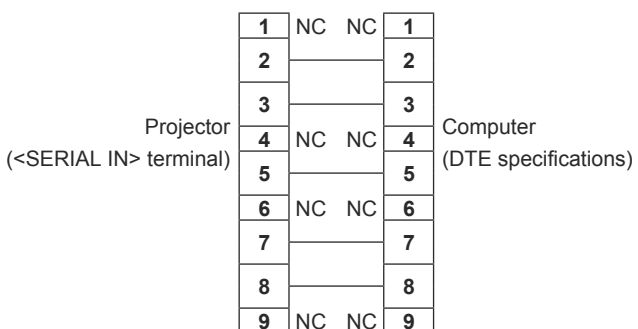 1 NC NC 1
2 2
3 3
Projector
(<SERIAL IN> terminal)
4 NC NC 4
Computer
(DTE specifications)
5 5
6 NC NC 6
7 7
8 8
9 NC NC 9